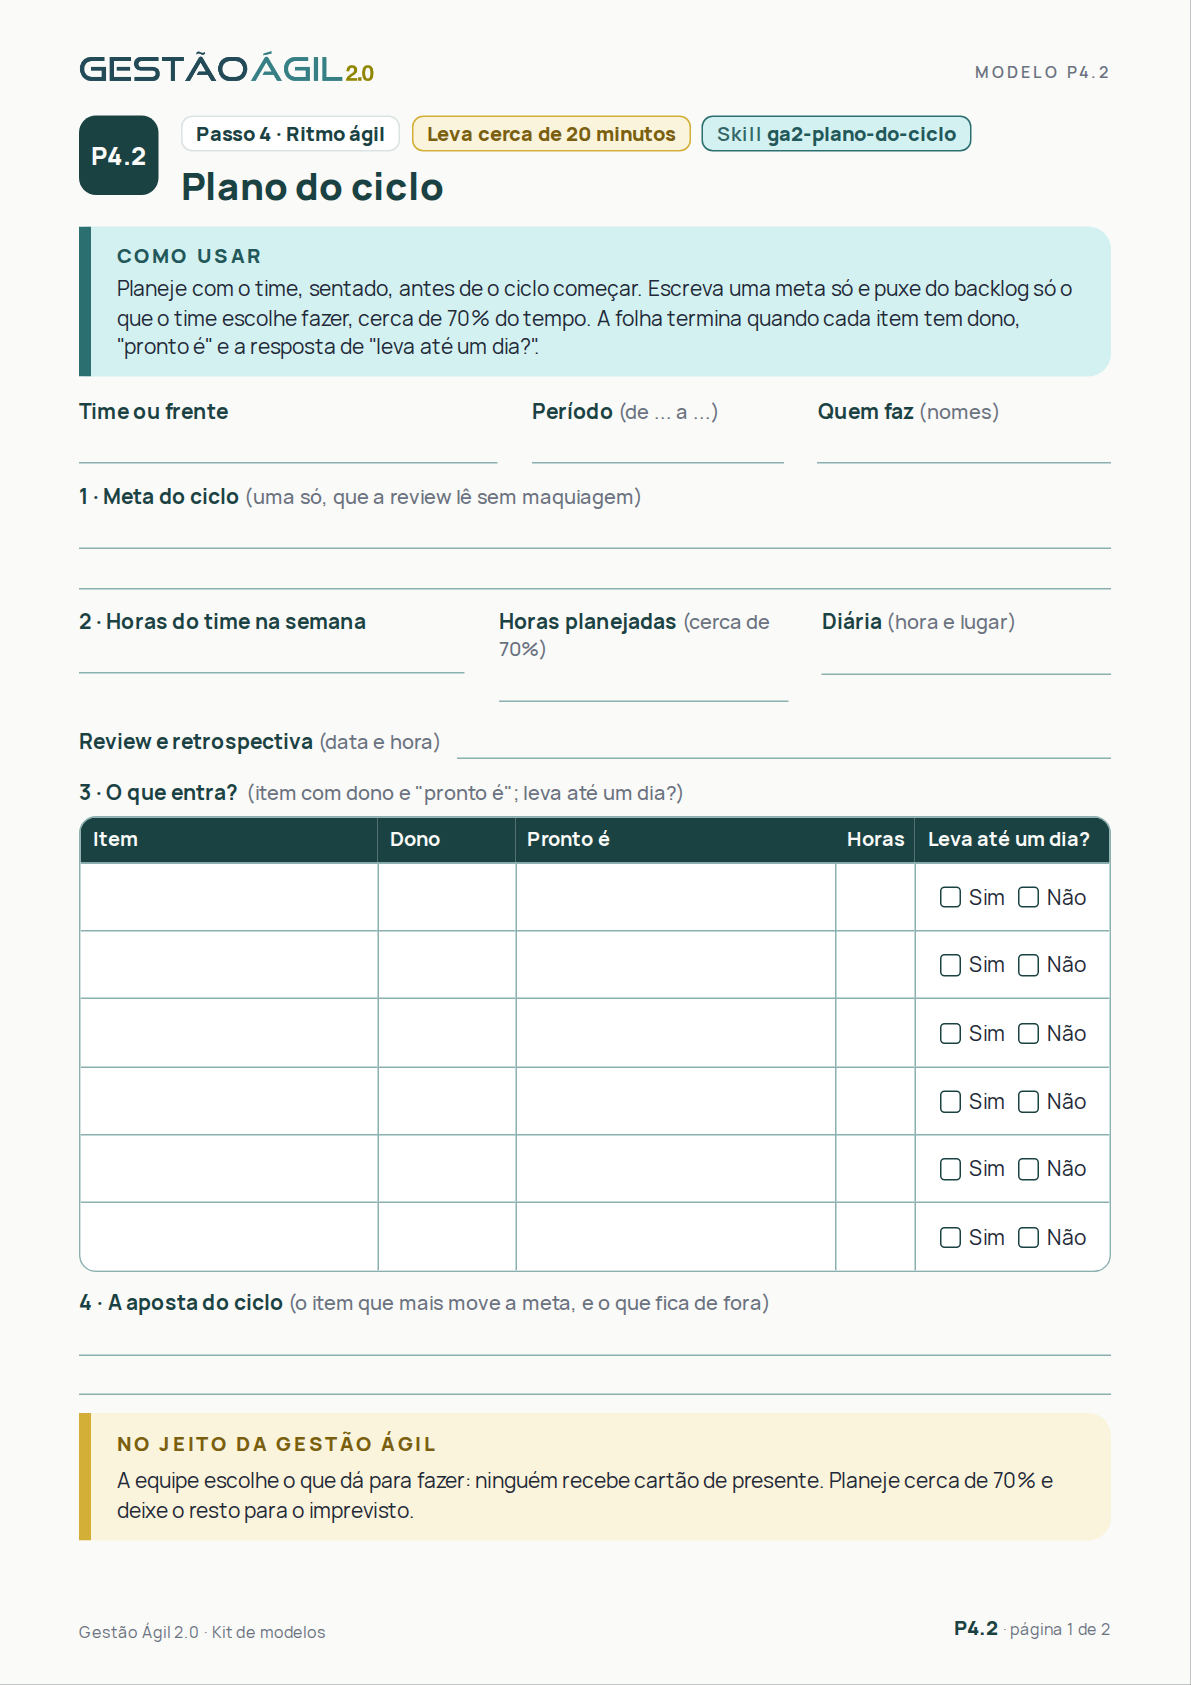 GESTÃOÁGIL2.0
MODELO P4.2
P4.2
Passo 4 · Ritmo ágil
Leva cerca de 20 minutos
Skill ga2-plano-do-ciclo
Plano do ciclo
COMO USAR
Planeje com o time, sentado, antes de o ciclo começar. Escreva uma meta só e puxe do backlog só o
que o time escolhe fazer, cerca de 70% do tempo. A folha termina quando cada item tem dono,
"pronto é" e a resposta de "leva até um dia?".
Time ou frente
Período (de ... a ...)
Quem faz (nomes)
1 · Meta do ciclo (uma só, que a review lê sem maquiagem)
2 · Horas do time na semana
Horas planejadas (cerca de
70%)
Diária (hora e lugar)
Review e retrospectiva (data e hora)
3 · O que entra? (item com dono e "pronto é"; leva até um dia?)
Item Dono Pronto é Horas Leva até um dia?
Sim Não
Sim Não
Sim Não
Sim Não
Sim Não
Sim Não
4 · A aposta do ciclo (o item que mais move a meta, e o que fica de fora)
NO JEITO DA GESTÃO ÁGIL
A equipe escolhe o que dá para fazer: ninguém recebe cartão de presente. Planeje cerca de 70% e
deixe o resto para o imprevisto.
Gestão Ágil 2.0 · Kit de modelos
P4.2 · página 1 de 2